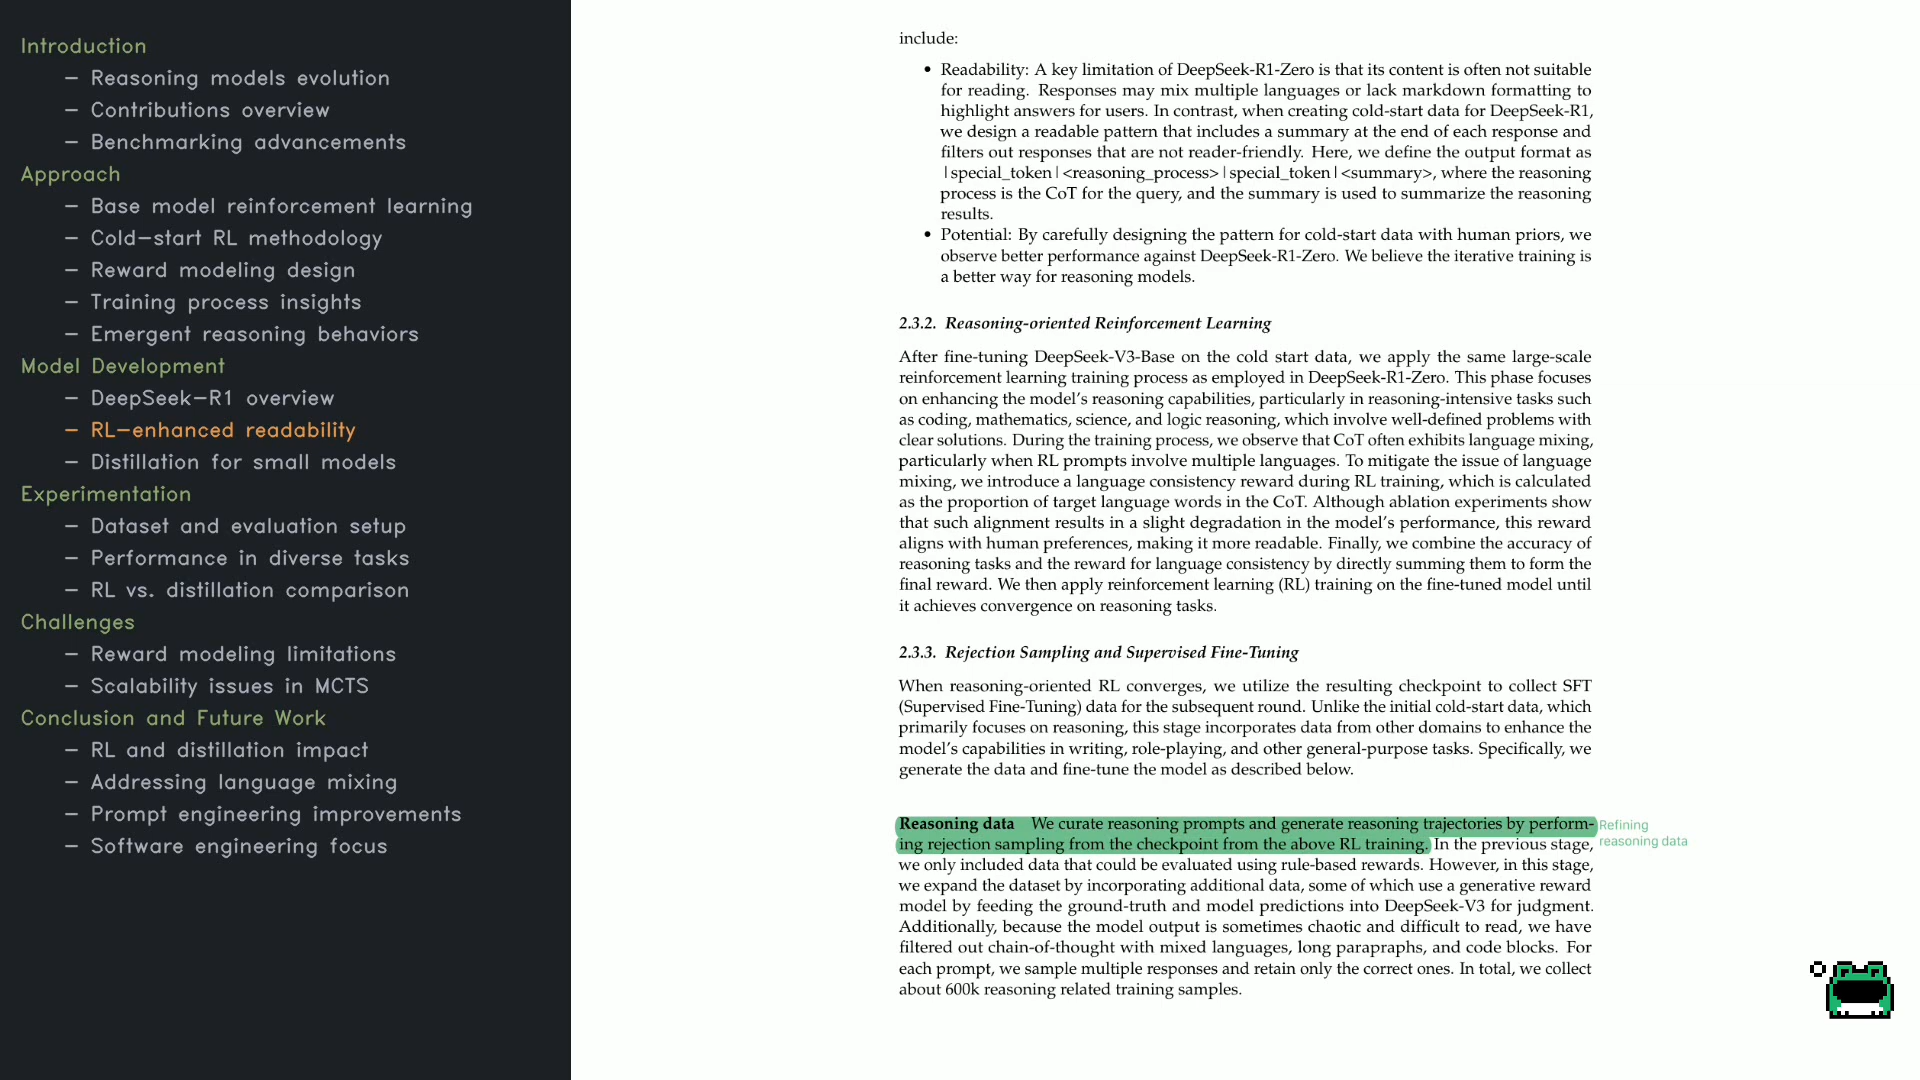 Introduction
– Reasoning models evolution
– Contributions overview
– Benchmarking advancements
Approach
– Base model reinforcement learning
– Cold-start RL methodology
– Reward modeling design
– Training process insights
– Emergent reasoning behaviors
Model Development
– DeepSeek-R1 overview
– RL-enhanced readability
– Distillation for small models
Experimentation
– Dataset and evaluation setup
– Performance in diverse tasks
– RL vs. distillation comparison
Challenges
– Reward modeling limitations
– Scalability issues in MCTS
Conclusion and Future Work
– RL and distillation impact
– Addressing language mixing
– Prompt engineering improvements
– Software engineering focus
include:
• Readability: A key limitation of DeepSeek-R1-Zero is that its content is often not suitable
for reading. Responses may mix multiple languages or lack markdown formatting to
highlight answers for users. In contrast, when creating cold-start data for DeepSeek-R1,
we design a readable pattern that includes a summary at the end of each response and
filters out responses that are not reader-friendly. Here, we define the output format as
|special_token|<reasoning_process>|special_token|<summary>, where the reasoning
process is the CoT for the query, and the summary is used to summarize the reasoning
results.
• Potential: By carefully designing the pattern for cold-start data with human priors, we
observe better performance against DeepSeek-R1-Zero. We believe the iterative training is
a better way for reasoning models.
2.3.2. Reasoning-oriented Reinforcement Learning
After fine-tuning DeepSeek-V3-Base on the cold start data, we apply the same large-scale
reinforcement learning training process as employed in DeepSeek-R1-Zero. This phase focuses
on enhancing the model's reasoning capabilities, particularly in reasoning-intensive tasks such
as coding, mathematics, science, and logic reasoning, which involve well-defined problems with
clear solutions. During the training process, we observe that CoT often exhibits language mixing,
particularly when RL prompts involve multiple languages. To mitigate the issue of language
mixing, we introduce a language consistency reward during RL training, which is calculated
as the proportion of target language words in the CoT. Although ablation experiments show
that such alignment results in a slight degradation in the model's performance, this reward
aligns with human preferences, making it more readable. Finally, we combine the accuracy of
reasoning tasks and the reward for language consistency by directly summing them to form the
final reward. We then apply reinforcement learning (RL) training on the fine-tuned model until
it achieves convergence on reasoning tasks.
2.3.3. Rejection Sampling and Supervised Fine-Tuning
When reasoning-oriented RL converges, we utilize the resulting checkpoint to collect SFT
(Supervised Fine-Tuning) data for the subsequent round. Unlike the initial cold-start data, which
primarily focuses on reasoning, this stage incorporates data from other domains to enhance the
model's capabilities in writing, role-playing, and other general-purpose tasks. Specifically, we
generate the data and fine-tune the model as described below.
Reasoning data We curate reasoning prompts and generate reasoning trajectories by perform-
ing rejection sampling from the checkpoint from the above RL training. In the previous stage,
we only included data that could be evaluated using rule-based rewards. However, in this stage,
we expand the dataset by incorporating additional data, some of which use a generative reward
model by feeding the ground-truth and model predictions into DeepSeek-V3 for judgment.
Additionally, because the model output is sometimes chaotic and difficult to read, we have
filtered out chain-of-thought with mixed languages, long parapraphs, and code blocks. For
each prompt, we sample multiple responses and retain only the correct ones. In total, we collect
about 600k reasoning related training samples.
Refining
reasoning data